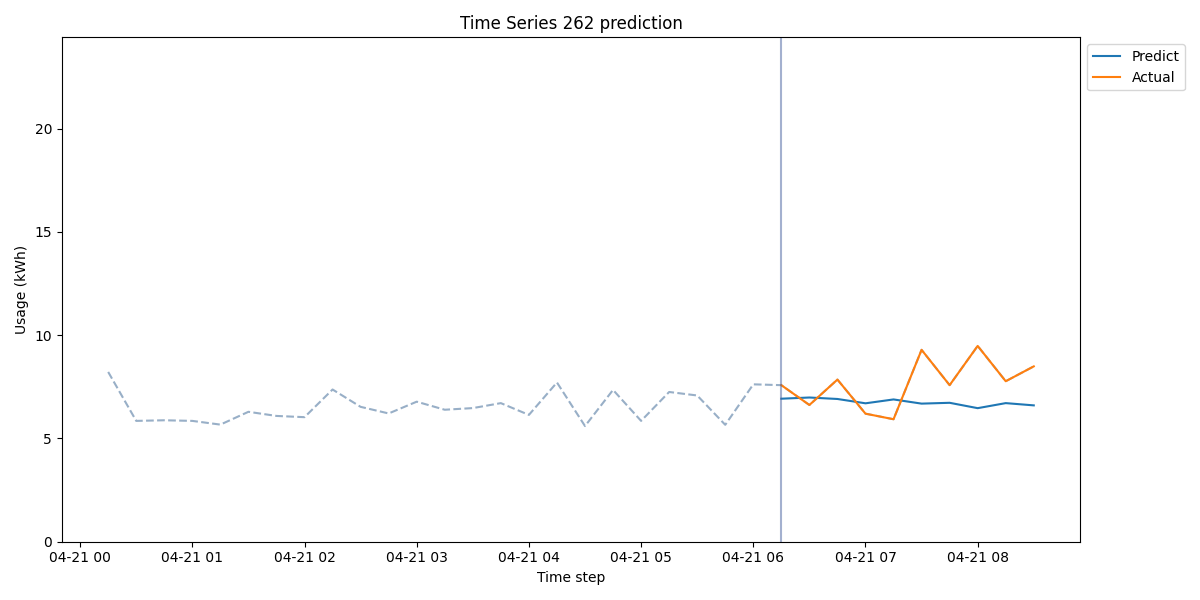 Time Series 262 prediction
Predict
Actual
Usage (kWh)
20
15
10
5
0
04-21 00 04-21 01 04-21 02 04-21 03 04-21 04 04-21 05 04-21 06 04-21 07 04-21 08
Time step